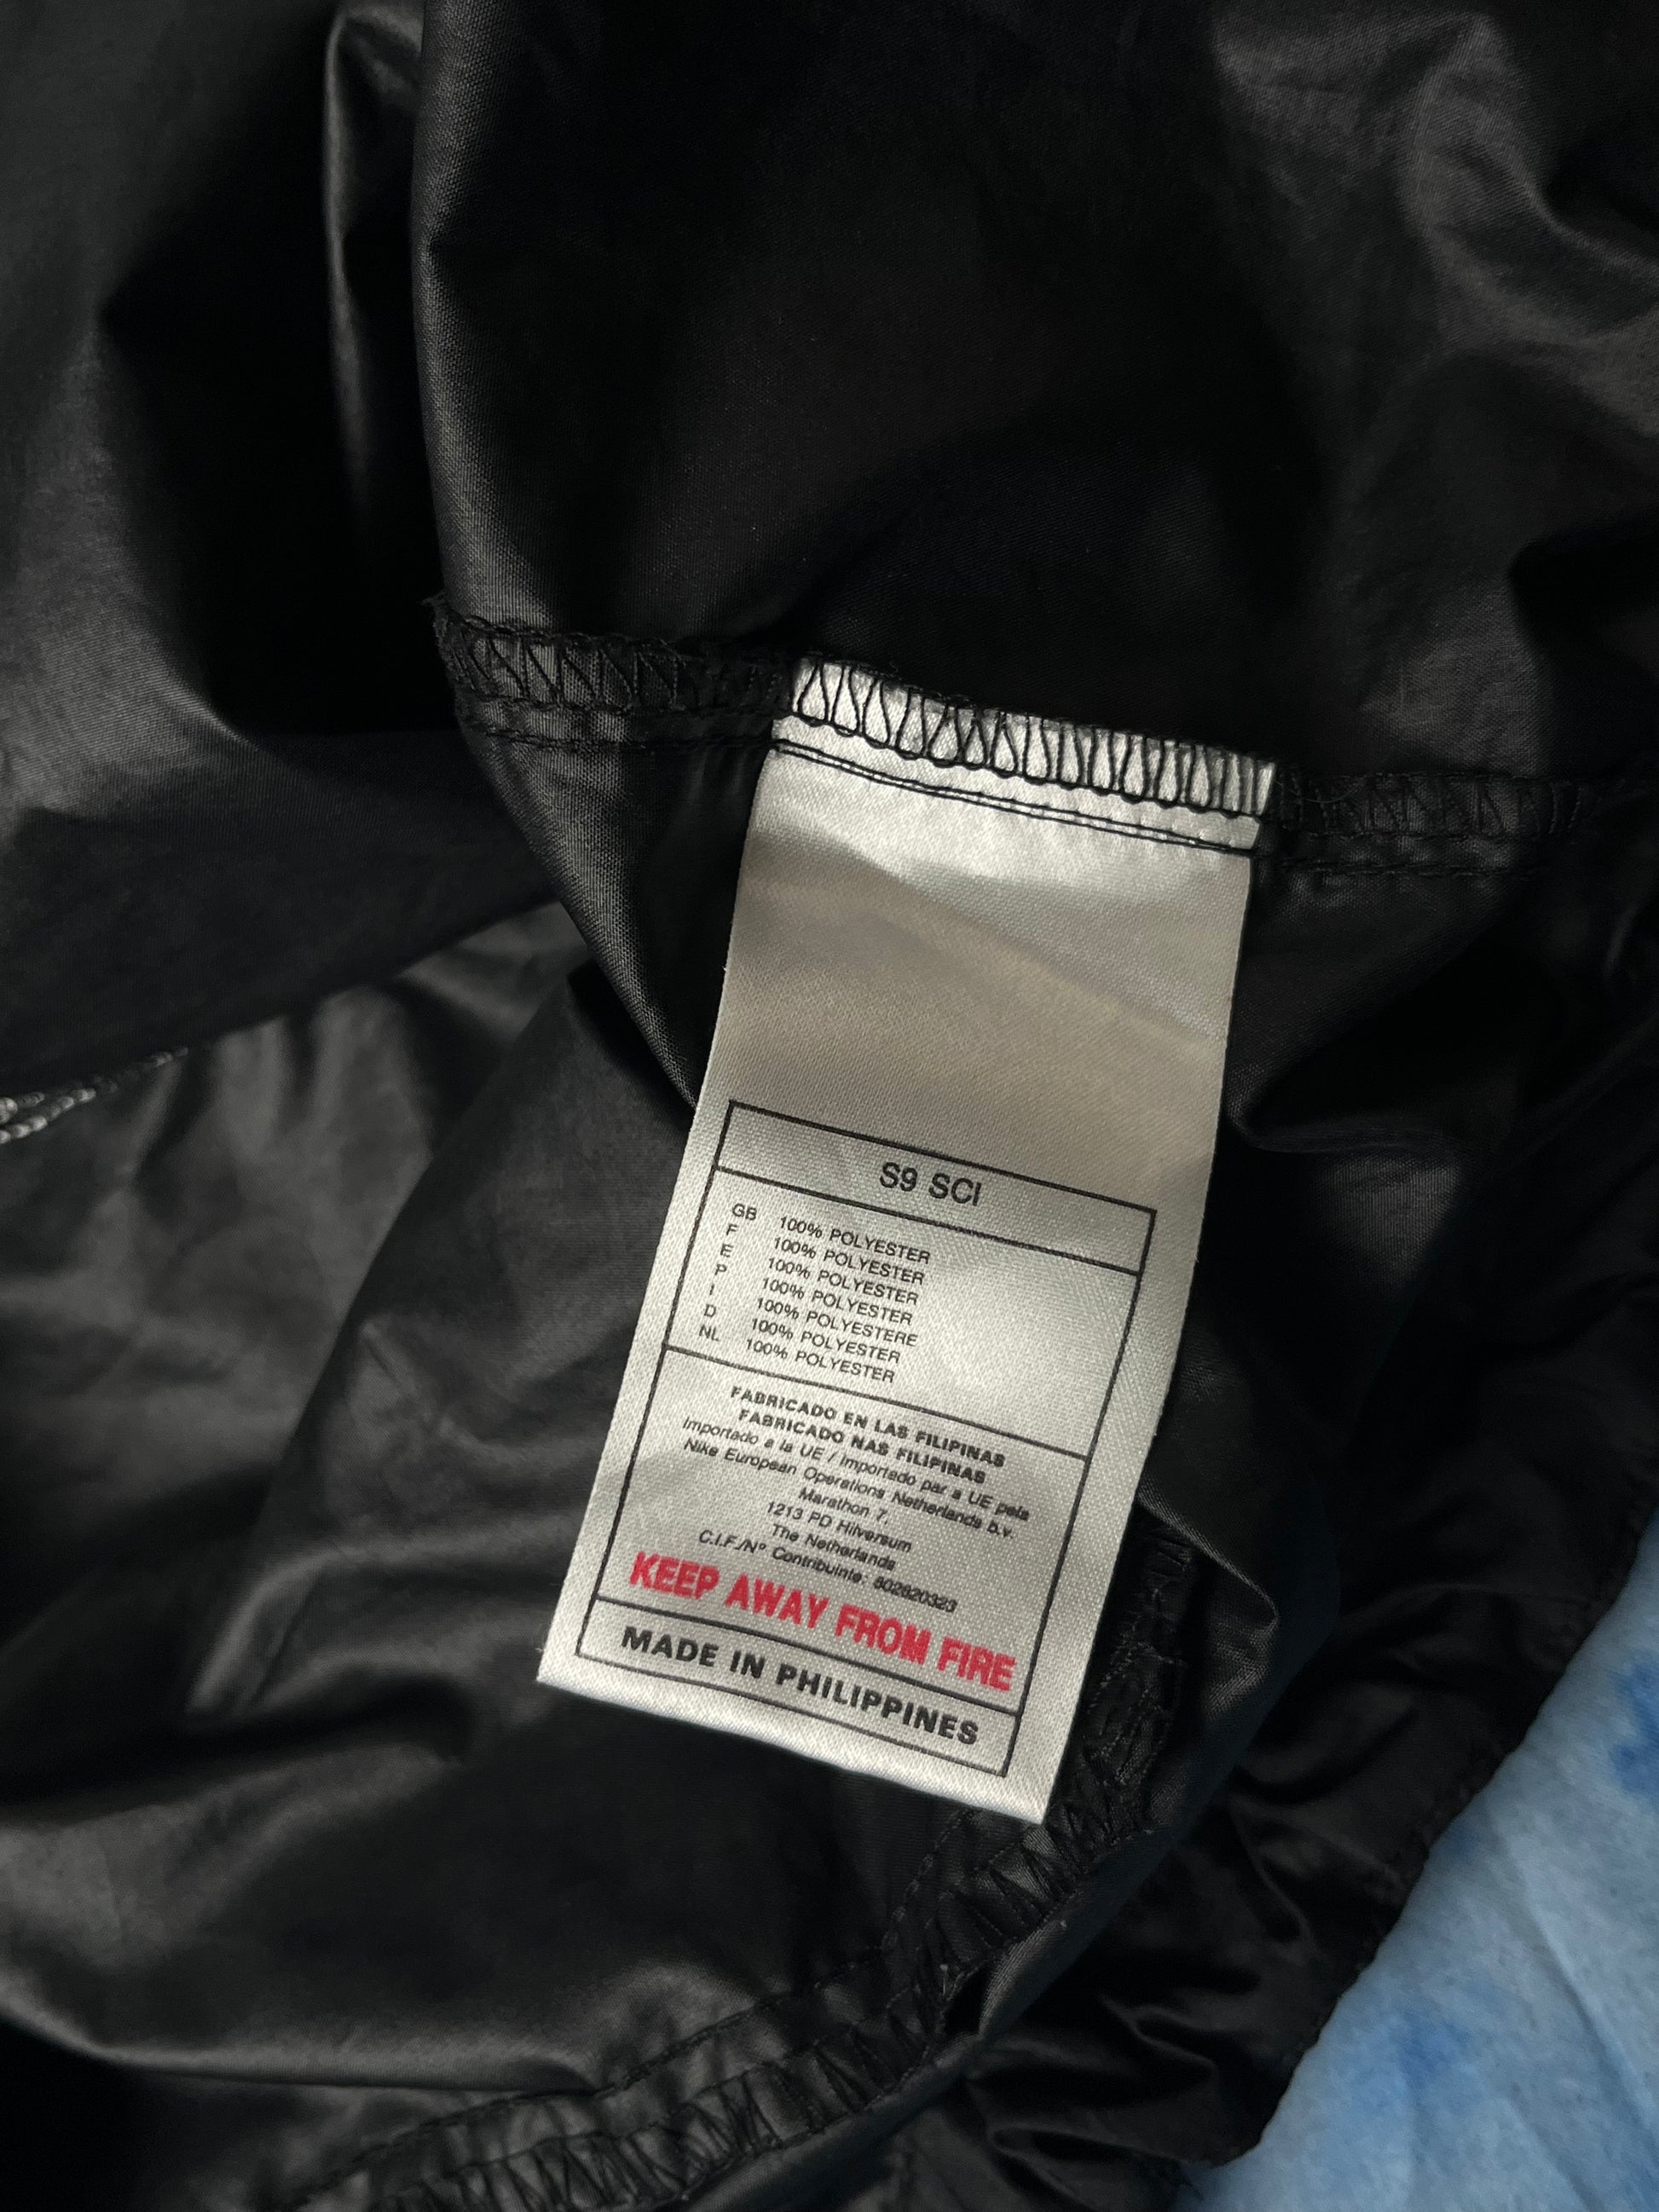 S9 SCI
GB 100% POLYESTER
F 100% POLYESTER
E 100% POLYESTER
P 100% POLYESTER
I 100% POLYESTERE
D 100% POLYESTER
NL 100% POLYESTER
FABRICADO EN LAS FILIPINAS
FABRICADO NAS FILIPINAS
Importado a la UE / Importado par a UE pela
Nike European Operations Netherlands b.v.
Marathon 7,
1213 PD Hilversum
The Netherlands
C.I.F./Nº Contribuinte: 802620323
KEEP AWAY FROM FIRE
MADE IN PHILIPPINES